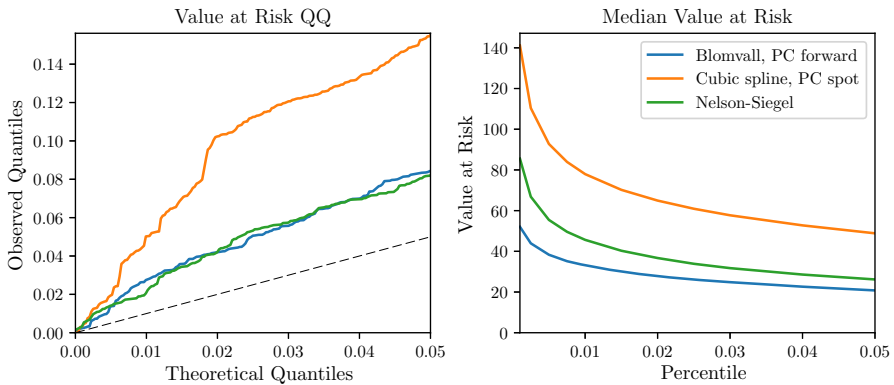 Value at Risk QQ
Observed Quantiles
0.14
0.12
0.10
0.08
0.06
0.04
0.02
0.00
0.00 0.01 0.02 0.03 0.04 0.05
Theoretical Quantiles
Median Value at Risk
Value at Risk
140
120
100
80
60
40
20
0
Blomvall, PC forward
Cubic spline, PC spot
Nelson-Siegel
0.01 0.02 0.03 0.04 0.05
Percentile